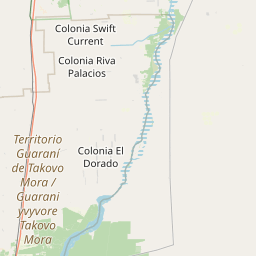 Colonia Swift
Current
Colonia Riva
Palacios
Colonia El
Dorado
Territorio
Guaraní
de Takovo
Mora /
Guarani
yvyvore
Takovo
Mora